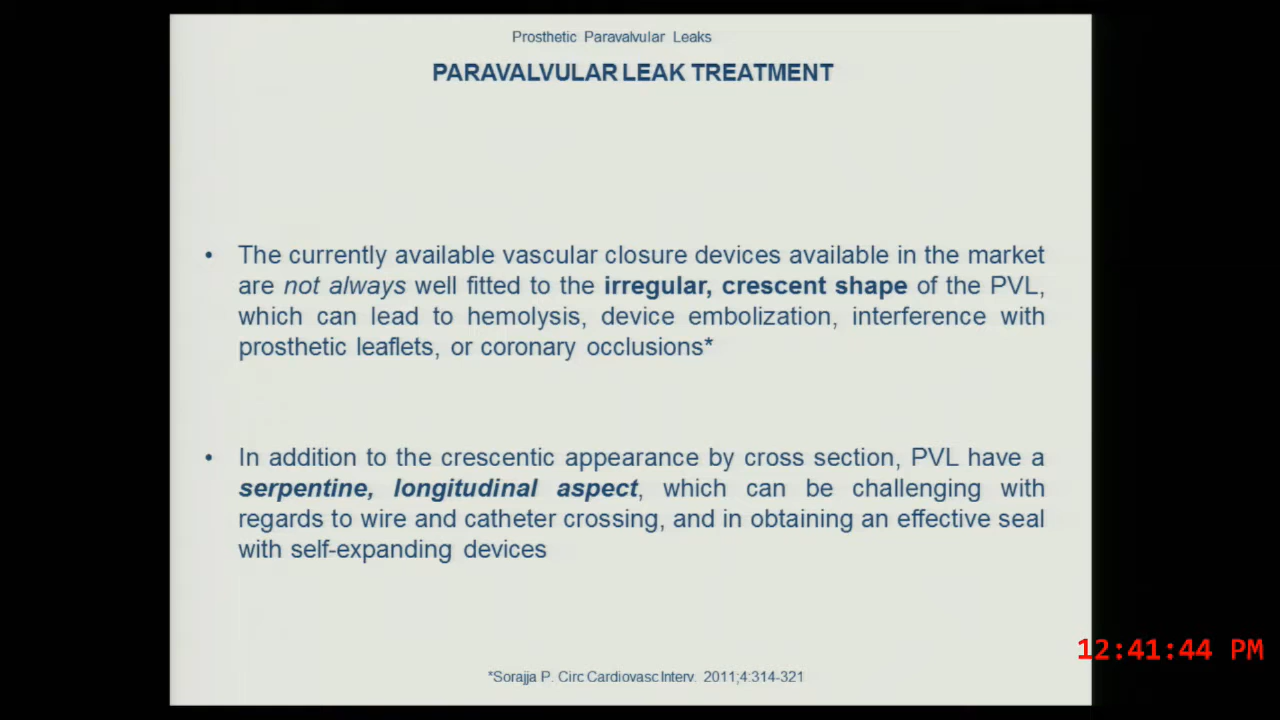 Prosthetic Paravalvular Leaks
PARAVALVULAR LEAK TREATMENT
• The currently available vascular closure devices available in the market
are not always well fitted to the irregular, crescent shape of the PVL,
which can lead to hemolysis, device embolization, interference with
prosthetic leaflets, or coronary occlusions*
• In addition to the crescentic appearance by cross section, PVL have a
serpentine, longitudinal aspect, which can be challenging with
regards to wire and catheter crossing, and in obtaining an effective seal
with self-expanding devices
12:41:44 PM
*Sorajja P. Circ Cardiovasc Interv. 2011;4:314-321